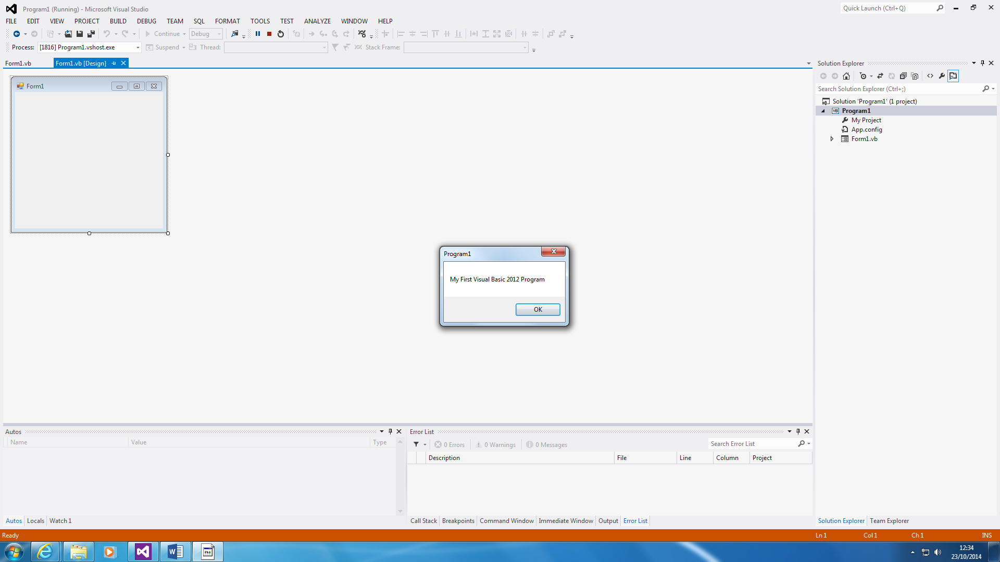 Program1 (Running) - Microsoft Visual Studio
Quick Launch (Ctrl+Q)
FILE EDIT VIEW PROJECT BUILD DEBUG TEAM SQL FORMAT TOOLS TEST ANALYZE WINDOW HELP
Continue Debug
Process: [1816] Program1.vshost.exe Suspend Thread: Stack Frame:
Form1.vb Form1.vb [Design]
Form1
Program1
My First Visual Basic 2012 Program
OK
Solution Explorer
Search Solution Explorer (Ctrl+;)
Solution 'Program1' (1 project)
VB Program1
My Project
App.config
Form1.vb
Autos
Name Value Type
Autos Locals Watch 1
Error List
0 Errors 0 Warnings 0 Messages
Search Error List
Description File Line Column Project
Call Stack Breakpoints Command Window Immediate Window Output Error List
Solution Explorer Team Explorer
Ready Ln 1 Col 1 Ch 1 INS
12:34
23/10/2014